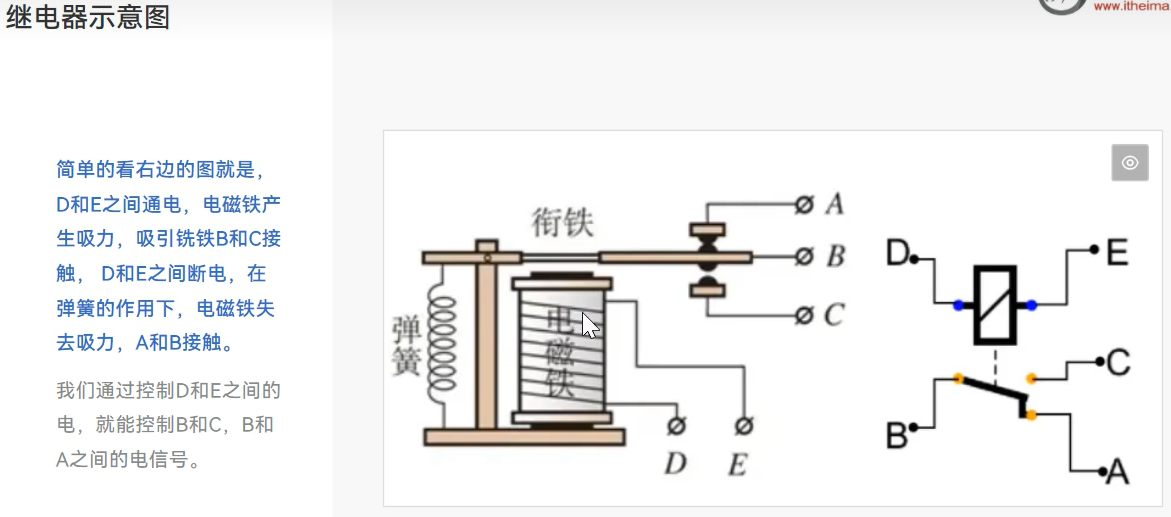 继电器示意图
www.itheima
简单的看右边的图就是，
D和E之间通电，电磁铁产
生吸力，吸引铣铁B和C接
触， D和E之间断电，在
弹簧的作用下，电磁铁失
去吸力，A和B接触。
我们通过控制D和E之间的
电，就能控制B和C，B和
A之间的电信号。
衔铁
A
B
C
弹簧
电磁铁
D
E
D
E
C
B
A